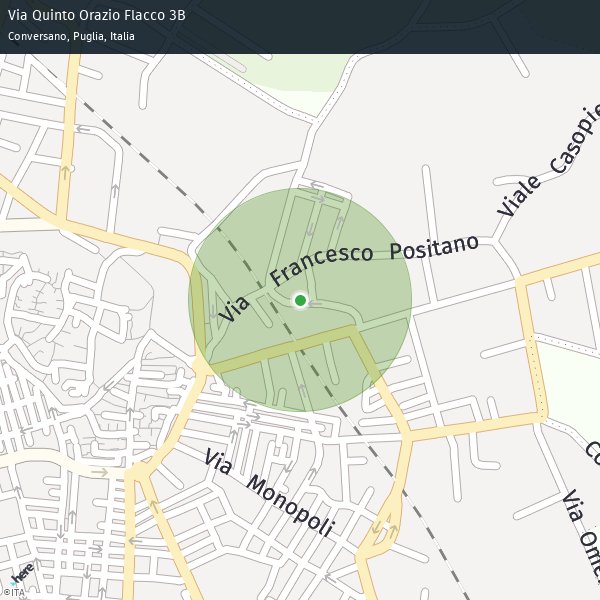 Via Quinto Orazio Flacco 3B
Conversano, Puglia, Italia
Viale Casopie
Via Francesco Positano
Via Monopoli
Co
Via Ome
here
©ITA